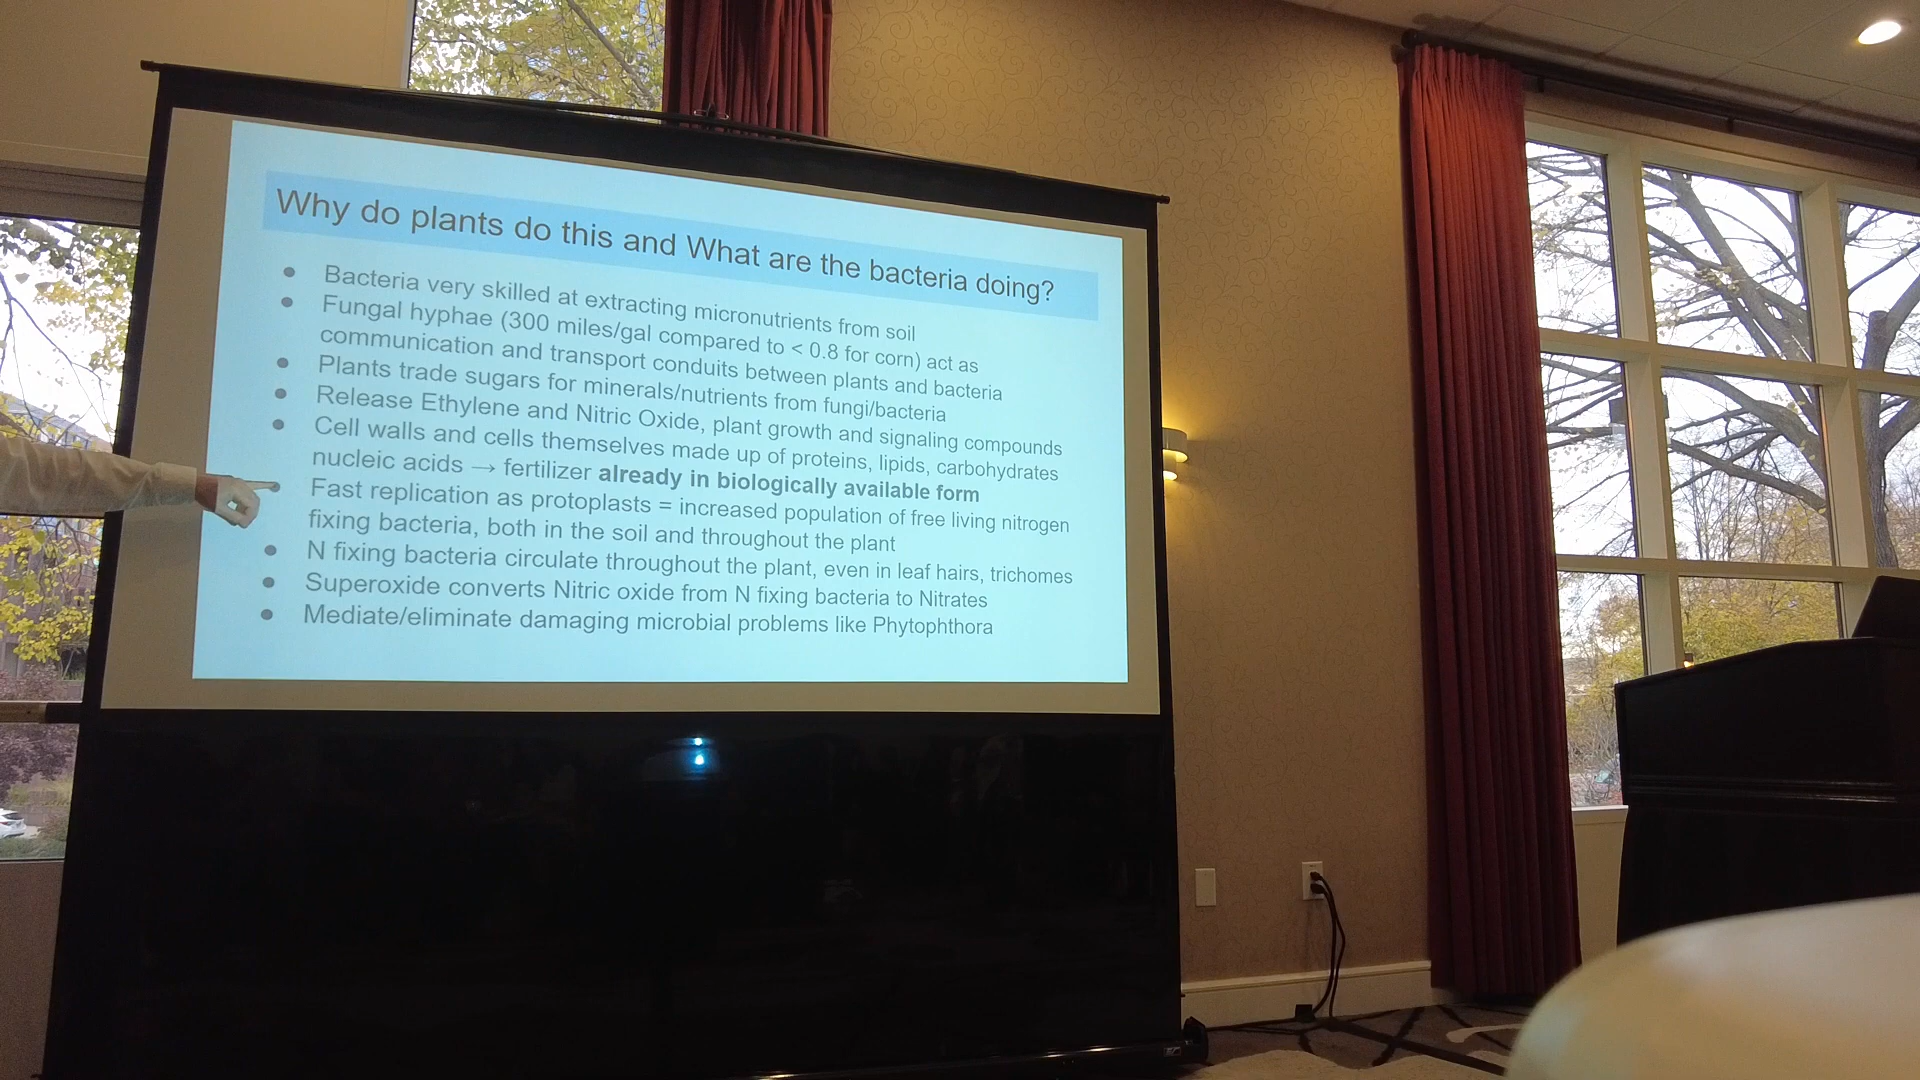 Why do plants do this and What are the bacteria doing?
● Bacteria very skilled at extracting micronutrients from soil
● Fungal hyphae (300 miles/gal compared to < 0.8 for corn) act as
communication and transport conduits between plants and bacteria
● Plants trade sugars for minerals/nutrients from fungi/bacteria
● Release Ethylene and Nitric Oxide, plant growth and signaling compounds
● Cell walls and cells themselves made up of proteins, lipids, carbohydrates
nucleic acids → fertilizer already in biologically available form
● Fast replication as protoplasts = increased population of free living nitrogen
fixing bacteria, both in the soil and throughout the plant
● N fixing bacteria circulate throughout the plant, even in leaf hairs, trichomes
● Superoxide converts Nitric oxide from N fixing bacteria to Nitrates
● Mediate/eliminate damaging microbial problems like Phytophthora